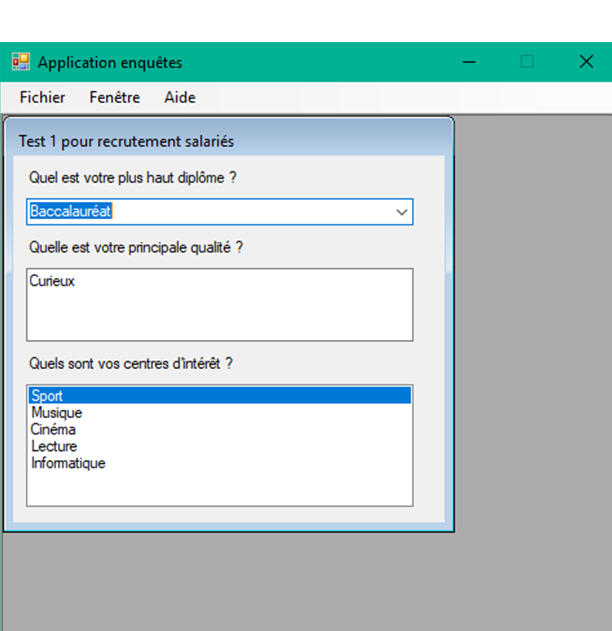 Application enquêtes
Fichier Fenêtre Aide
Test 1 pour recrutement salariés
Quel est votre plus haut diplôme ?
Baccalauréat
Quelle est votre principale qualité ?
Curieux
Quels sont vos centres d'intérêt ?
Sport
Musique
Cinéma
Lecture
Informatique